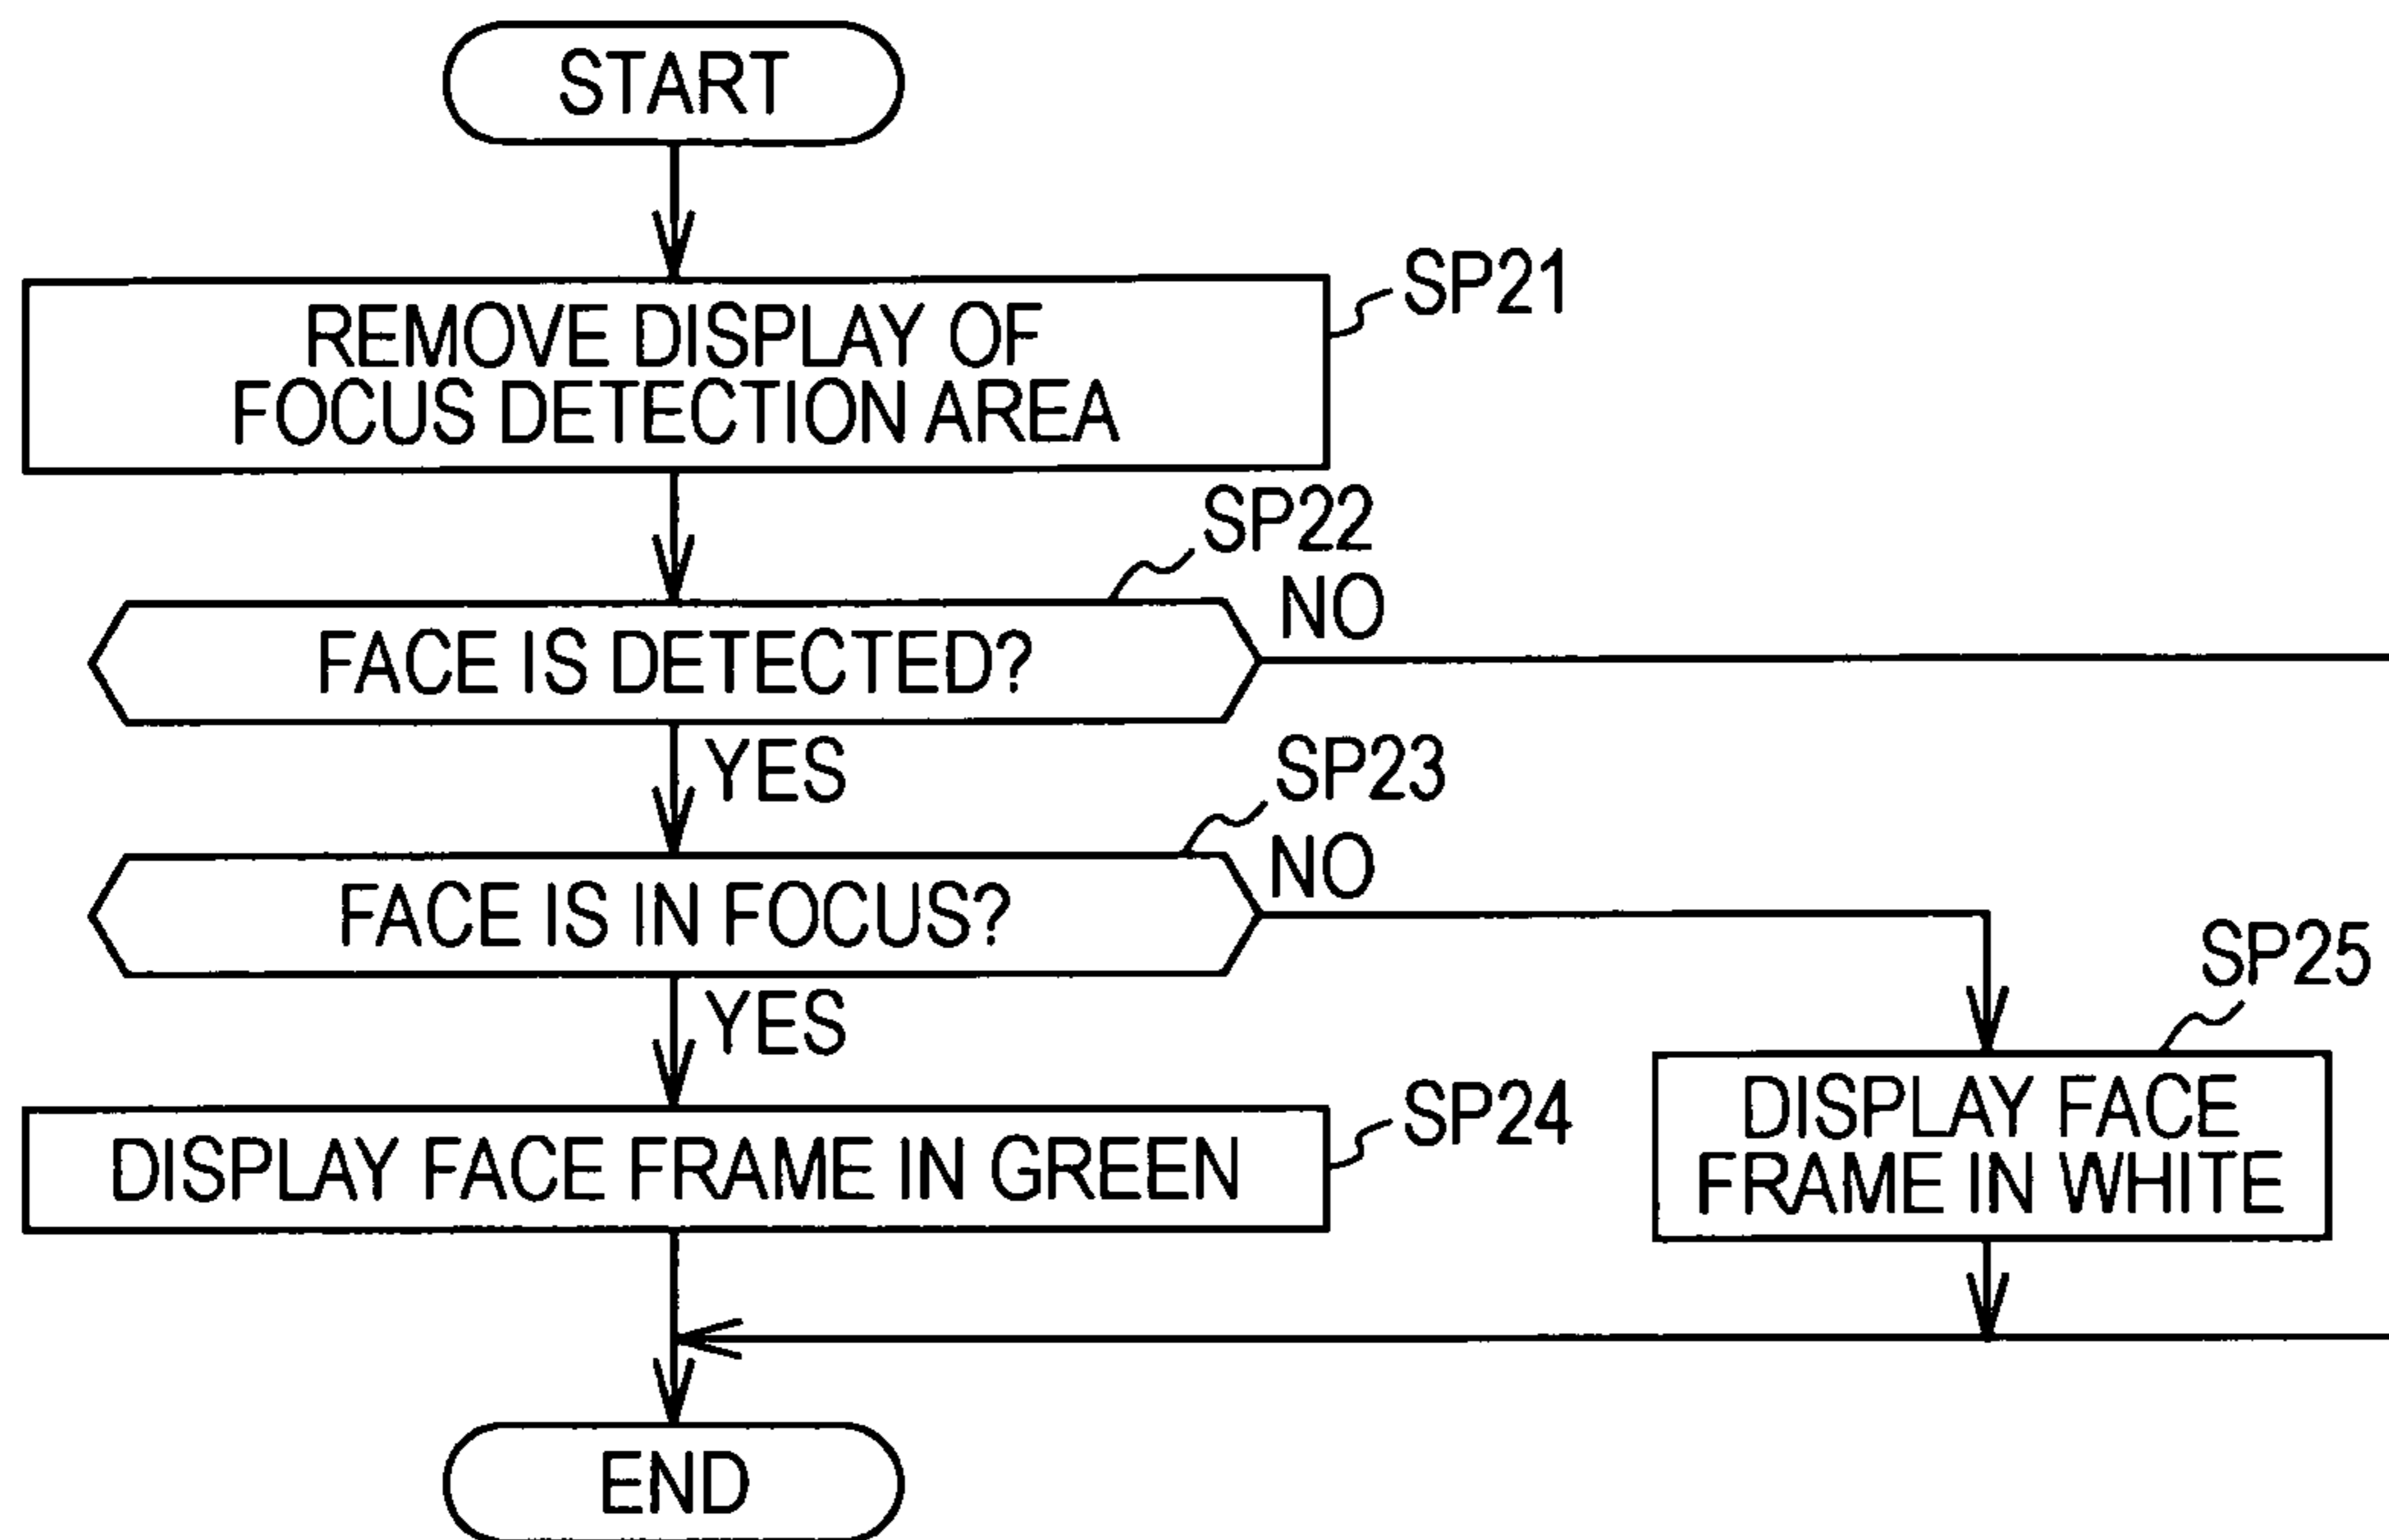 START
REMOVE DISPLAY OF
FOCUS DETECTION AREA
SP21
FACE IS DETECTED?
SP22
NO
YES
FACE IS IN FOCUS?
SP23
NO
YES
DISPLAY FACE FRAME IN GREEN
SP24
SP25
DISPLAY FACE
FRAME IN WHITE
END